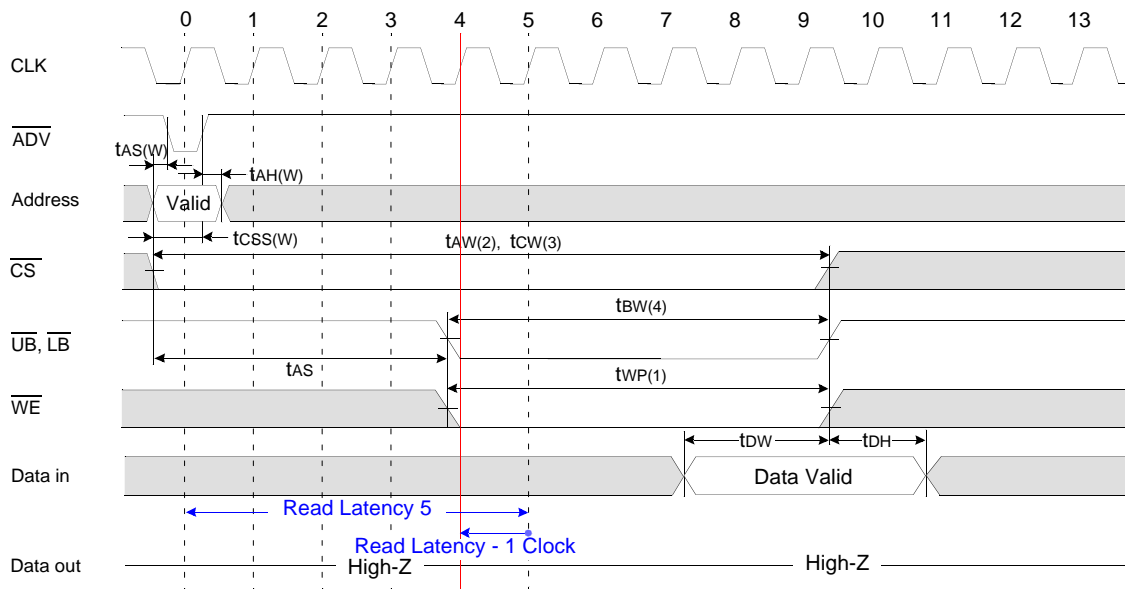 0 1 2 3 4 5 6 7 8 9 10 11 12 13
CLK
ADV
tAS(W)
tAH(W)
Address
Valid
tCSS(W)
tAW(2), tCW(3)
CS
tBW(4)
UB, LB
tAS
tWP(1)
WE
tDW
tDH
Data in
Data Valid
Read Latency 5
Read Latency - 1 Clock
Data out
High-Z
High-Z